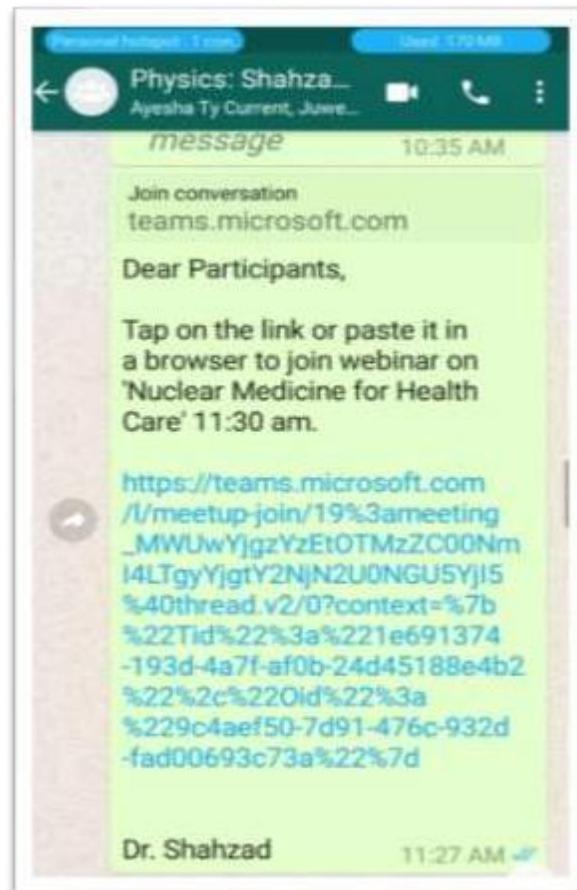 Personal hotspot: 1 con
Used 170 MB
Physics: Shahza...
Ayesha Ty Current, Juwe...
message
10:35 AM
Join conversation
teams.microsoft.com
Dear Participants,
Tap on the link or paste it in
a browser to join webinar on
'Nuclear Medicine for Health
Care' 11:30 am.
https://teams.microsoft.com
/l/meetup-join/19%3ameeting
_MWUwYjgzYzEtOTMzZC00Nm
I4LTgyYjgtY2NjN2U0NGU5YjI5
%40thread.v2/0?context=%7b
%22Tid%22%3a%221e691374
-193d-4a7f-af0b-24d45188e4b2
%22%2c%22Oid%22%3a
%229c4aef50-7d91-476c-932d
-fad00693c73a%22%7d
Dr. Shahzad
11:27 AM